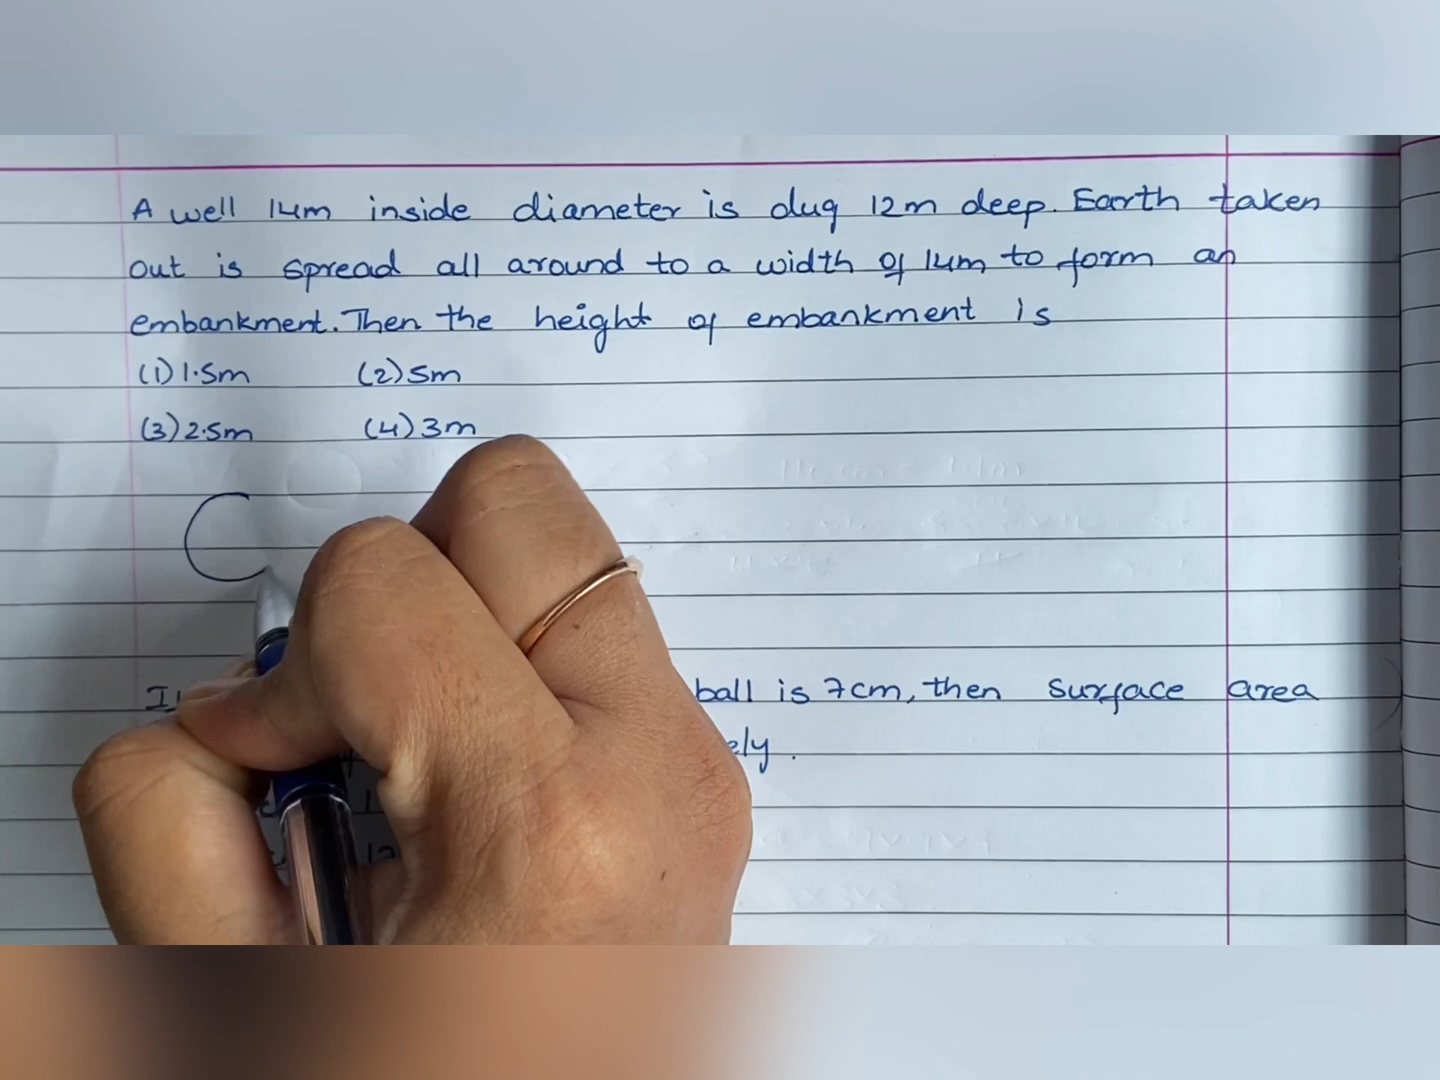 A well 14m inside diameter is dug 12m deep. Earth taken
out is spread all around to a width of 14m to form an
embankment. Then the height of embankment is
(1) 1.5m (2) 5m
(3) 2.5m (4) 3m
ball is 7cm, then surface area